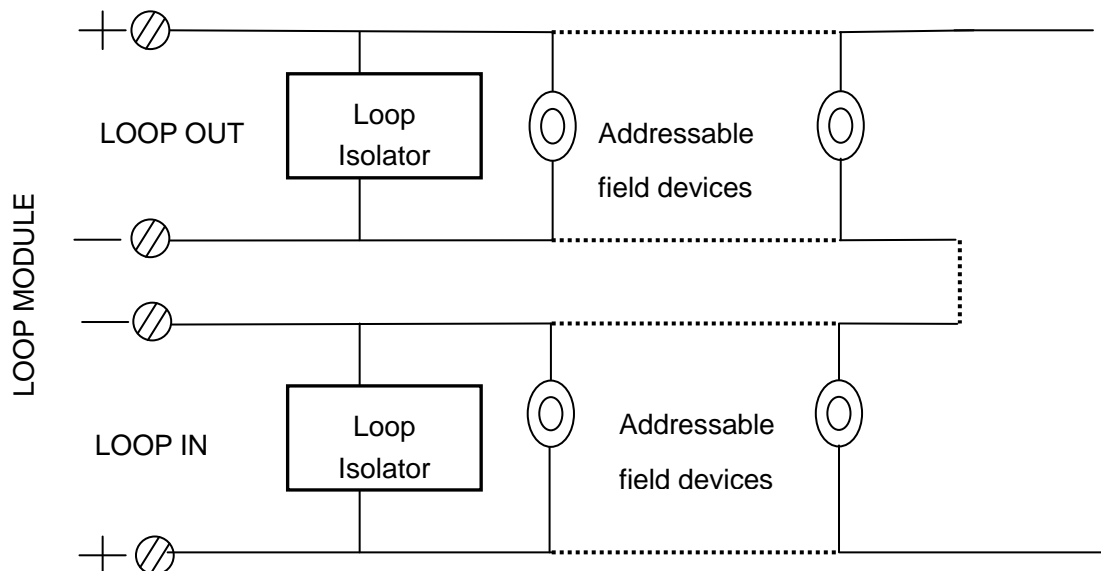 LOOP MODULE
LOOP OUT
Loop
Isolator
Addressable
field devices
LOOP IN
Loop
Isolator
Addressable
field devices